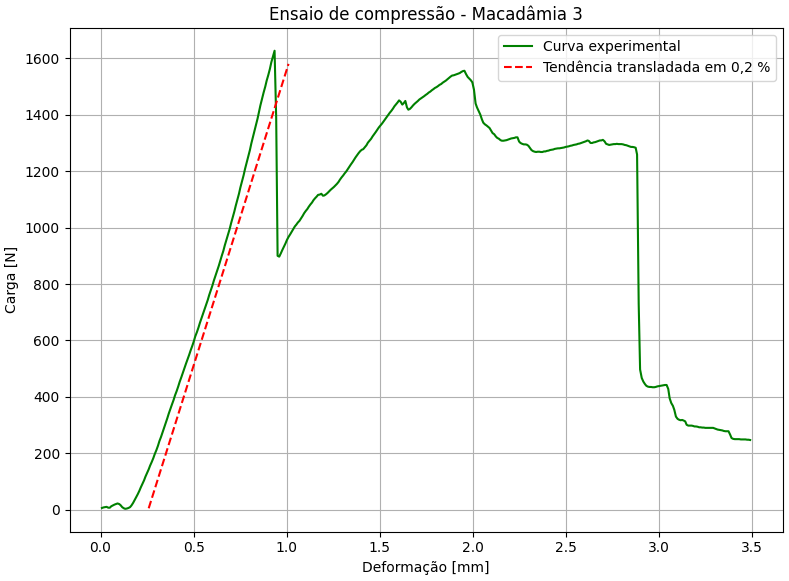 Ensaio de compressão - Macadâmia 3
Curva experimental
Tendência transladada em 0,2 %
Carga [N]
1600
1400
1200
1000
800
600
400
200
0
0.0 0.5 1.0 1.5 2.0 2.5 3.0 3.5
Deformação [mm]